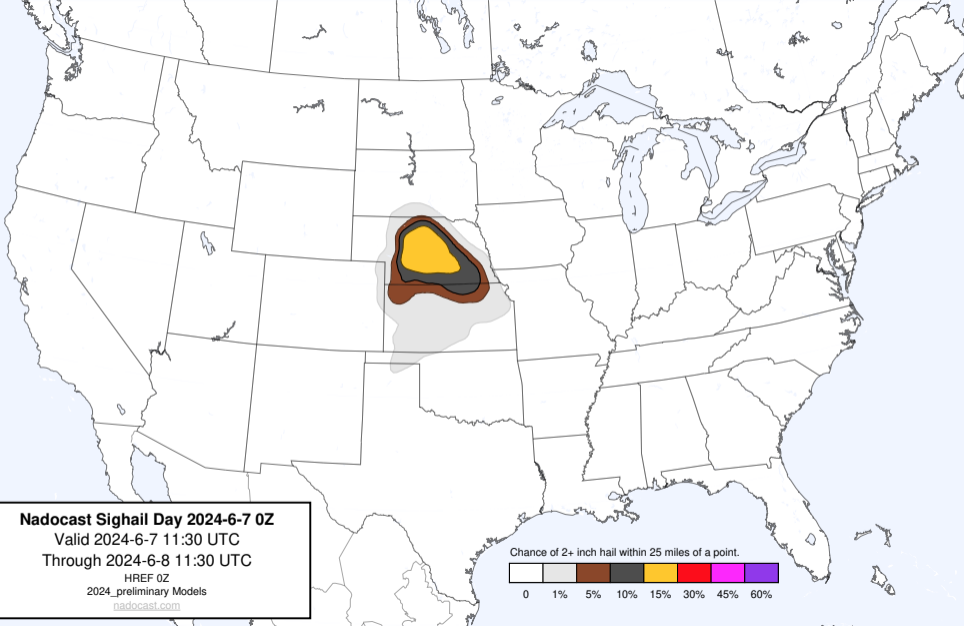 Nadocast Sighail Day 2024-6-7 0Z
Valid 2024-6-7 11:30 UTC
Through 2024-6-8 11:30 UTC
HREF 0Z
2024_preliminary Models
nadocast.com
Chance of 2+ inch hail within 25 miles of a point.
0 1% 5% 10% 15% 30% 45% 60%